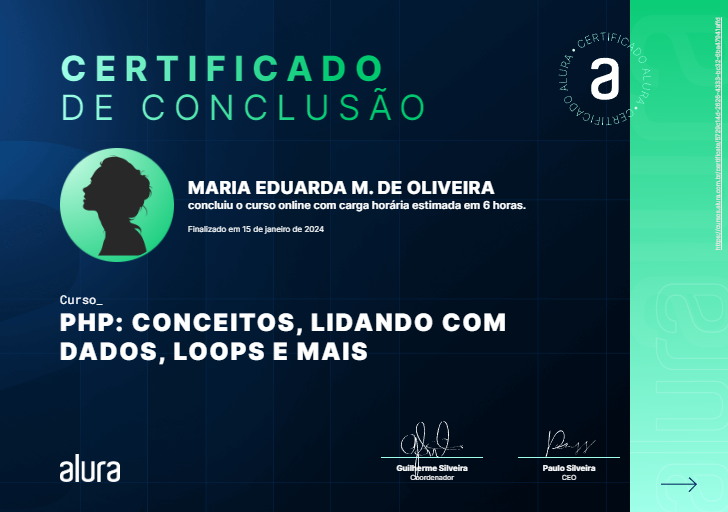 CERTIFICADO
DE CONCLUSÃO
CERTIFICADO ALURA • CERTIFICADO ALURA •
a
MARIA EDUARDA M. DE OLIVEIRA
concluiu o curso online com carga horária estimada em 6 horas.
Finalizado em 15 de janeiro de 2024
Curso_
PHP: CONCEITOS, LIDANDO COM
DADOS, LOOPS E MAIS
alura
Guilherme Silveira
Coordenador
Paulo Silveira
CEO
alura